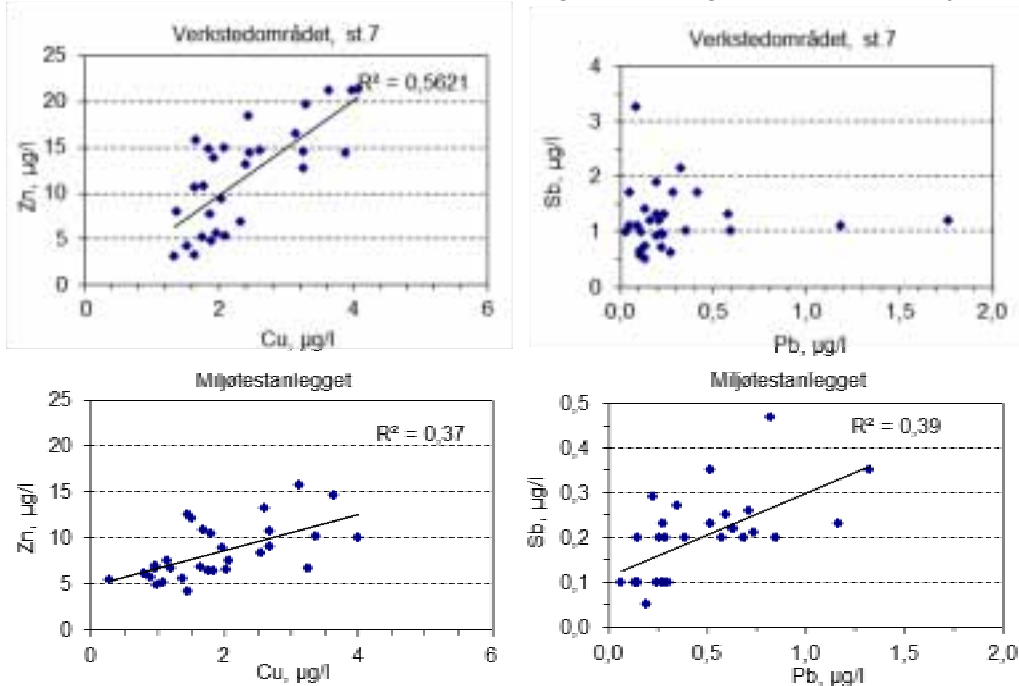 Verkstedområdet, st.7
25
20
15
10
5
0
Zn, µg/l
R² = 0,5621
0
2
4
6
Cu, µg/l
Verkstedområdet, st.7
4
3
2
1
0
Sb, µg/l
0,0
0,5
1,0
1,5
2,0
Pb, µg/l
Miljøtestanlegget
25
20
15
10
5
0
Zn, µg/l
R² = 0,37
0
2
4
6
Cu, µg/l
Miljøtestanlegget
0,5
0,4
0,3
0,2
0,1
0,0
Sb, µg/l
R² = 0,39
0,0
0,5
1,0
1,5
2,0
Pb, µg/l